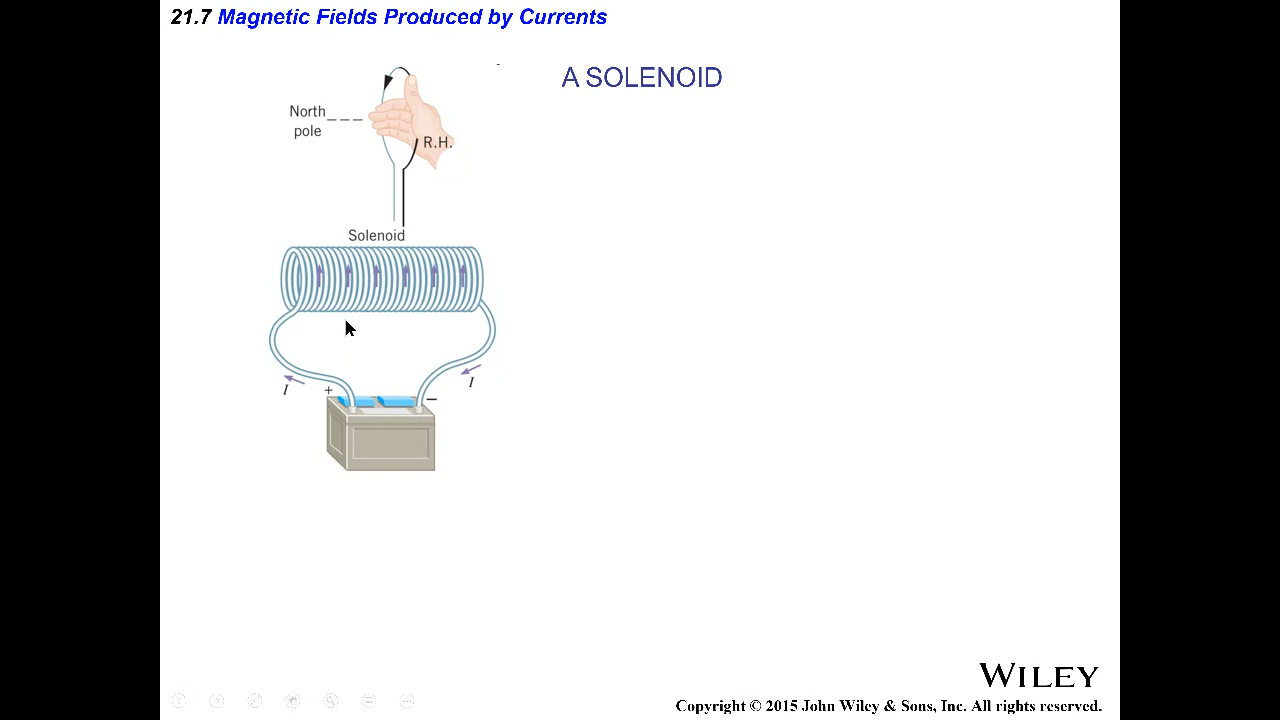 21.7 Magnetic Fields Produced by Currents
A SOLENOID
North
pole
R.H.
Solenoid
I
+
−
I
WILEY
Copyright © 2015 John Wiley & Sons, Inc. All rights reserved.